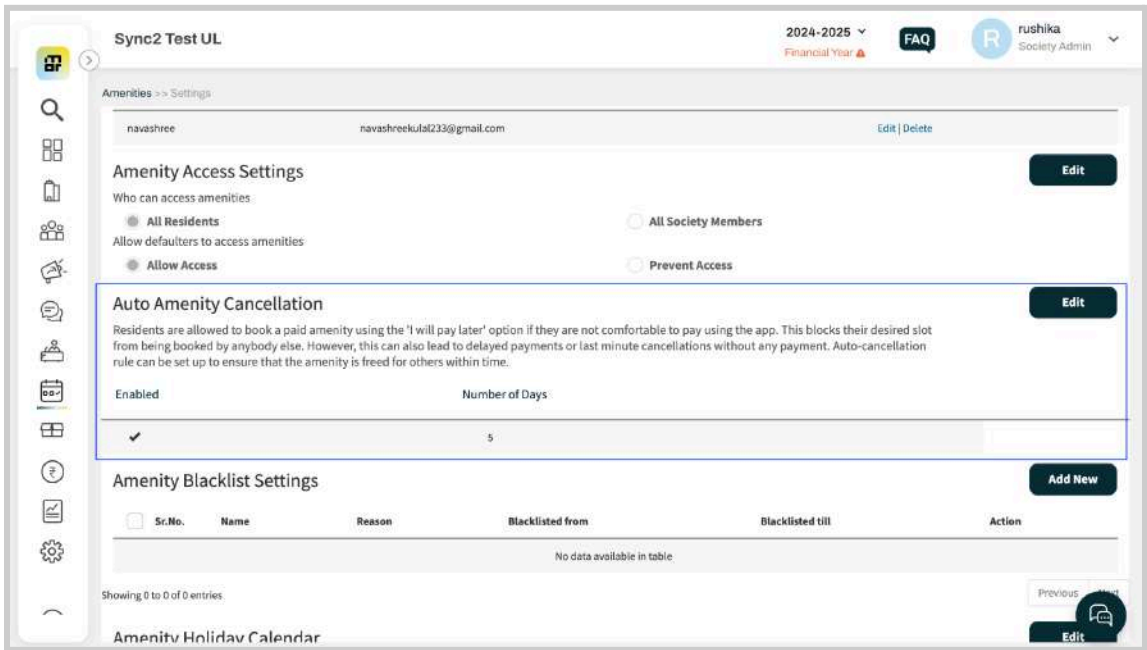 Sync2 Test UL
2024-2025
Financial Year
FAQ
R
rushika
Society Admin
Amenities >> Settings
navashree navashreekulal233@gmail.com Edit | Delete
Amenity Access Settings Edit
Who can access amenities
All Residents All Society Members
Allow defaulters to access amenities
Allow Access Prevent Access
Auto Amenity Cancellation Edit
Residents are allowed to book a paid amenity using the 'I will pay later' option if they are not comfortable to pay using the app. This blocks their desired slot
from being booked by anybody else. However, this can also lead to delayed payments or last minute cancellations without any payment. Auto-cancellation
rule can be set up to ensure that the amenity is freed for others within time.
Enabled Number of Days
5
Amenity Blacklist Settings Add New
Sr.No. Name Reason Blacklisted from Blacklisted till Action
No data available in table
Showing 0 to 0 of 0 entries Previous
Amenity Holiday Calendar Edit